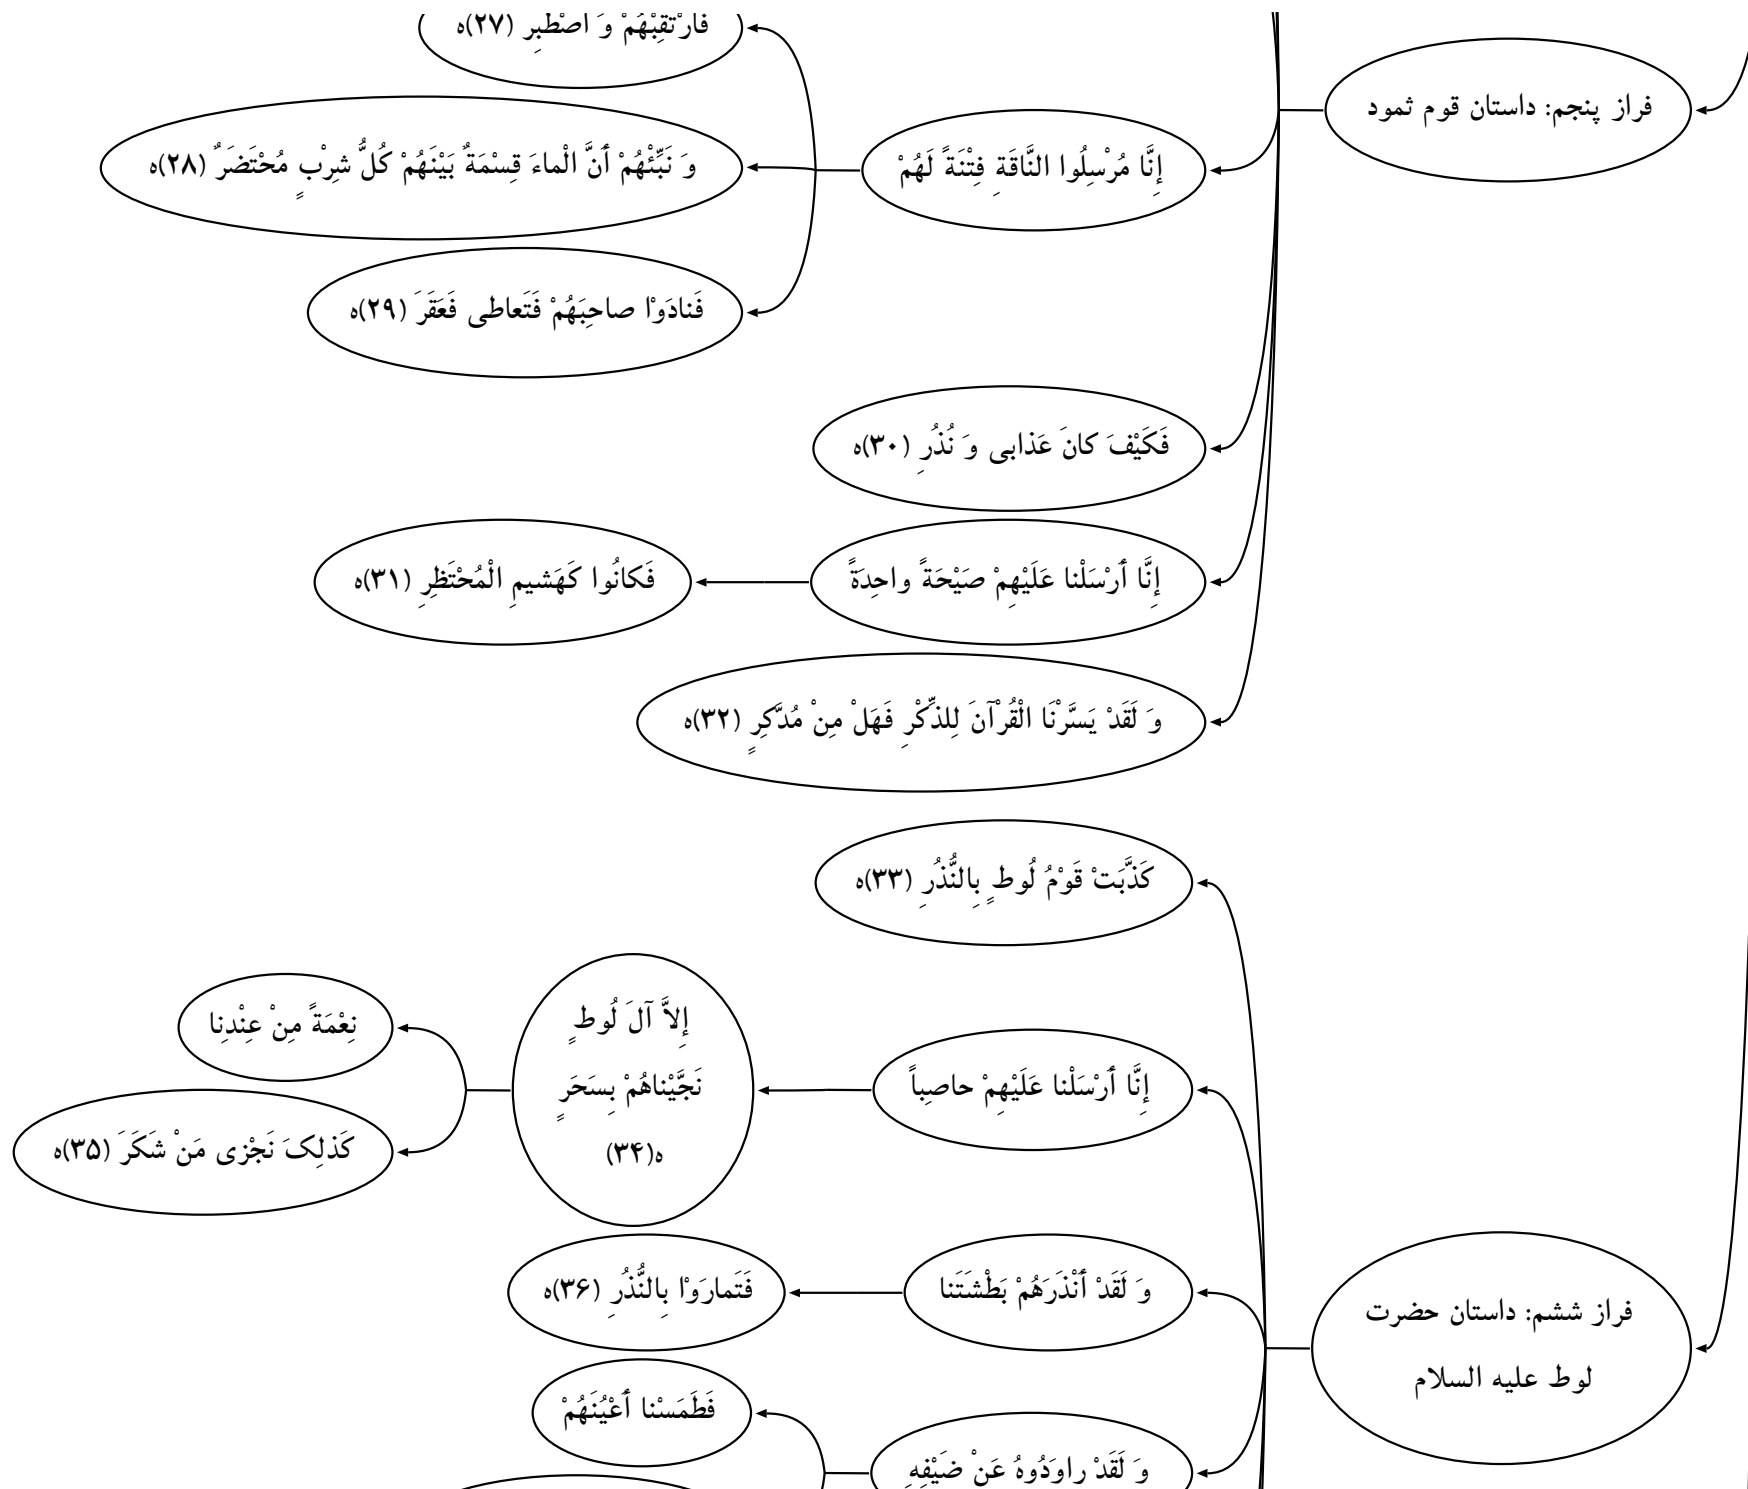 فراز پنجم: داستان قوم ثمود
إِنَّا مُرْسِلُوا النَّاقَةِ فِتْنَةً لَهُمْ
فَارْتَقِبْهُمْ وَ اصْطَبِرْ (۲۷)ه
وَ نَبِّئْهُمْ أَنَّ الْماءَ قِسْمَةٌ بَيْنَهُمْ كُلُّ شِرْبٍ مُحْتَضَرٌ (۲۸)ه
فَنادَوْا صاحِبَهُمْ فَتَعاطى فَعَقَرَ (۲۹)ه
فَكَيْفَ كانَ عَذابى وَ نُذُرِ (۳۰)ه
إِنَّا أَرْسَلْنا عَلَيْهِمْ صَيْحَةً واحِدَةً
فَكانُوا كَهَشيمِ الْمُحْتَظِرِ (۳۱)ه
وَ لَقَدْ يَسَّرْنَا الْقُرْآنَ لِلذِّكْرِ فَهَلْ مِنْ مُدَّكِرٍ (۳۲)ه
فراز ششم: داستان حضرت
لوط عليه السلام
كَذَّبَتْ قَوْمُ لُوطٍ بِالنُّذُرِ (۳۳)ه
إِنَّا أَرْسَلْنا عَلَيْهِمْ حاصِباً
إِلاَّ آلَ لُوطٍ
نَجَّيْناهُمْ بِسَحَرٍ
ه(۳۴)
نِعْمَةً مِنْ عِنْدِنا
كَذلِکَ نَجْزى مَنْ شَكَرَ (۳۵)ه
وَ لَقَدْ أَنْذَرَهُمْ بَطْشَتَنا
فَتَمارَوْا بِالنُّذُرِ (۳۶)ه
وَ لَقَدْ راوَدُوهُ عَنْ ضَيْفِهِ
فَطَمَسْنا أَعْيُنَهُمْ